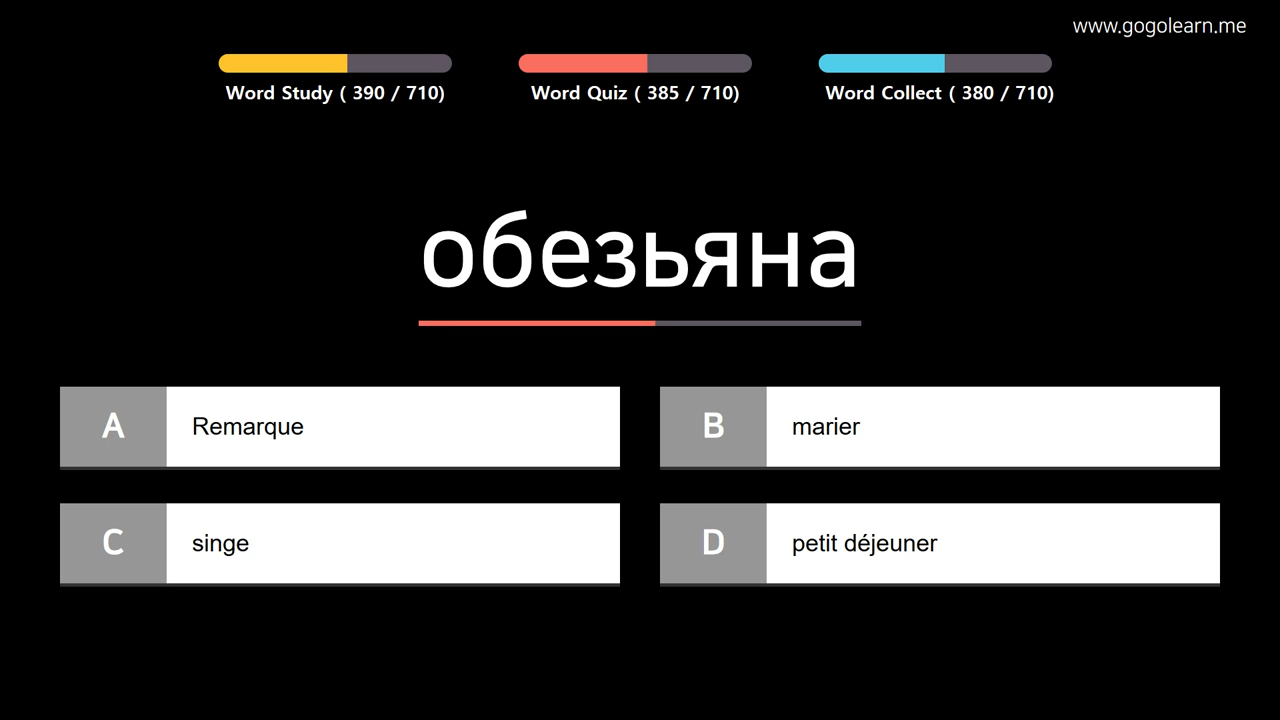 www.gogolearn.me
Word Study ( 390 / 710)
Word Quiz ( 385 / 710)
Word Collect ( 380 / 710)
обезьяна
A Remarque
B marier
C singe
D petit déjeuner